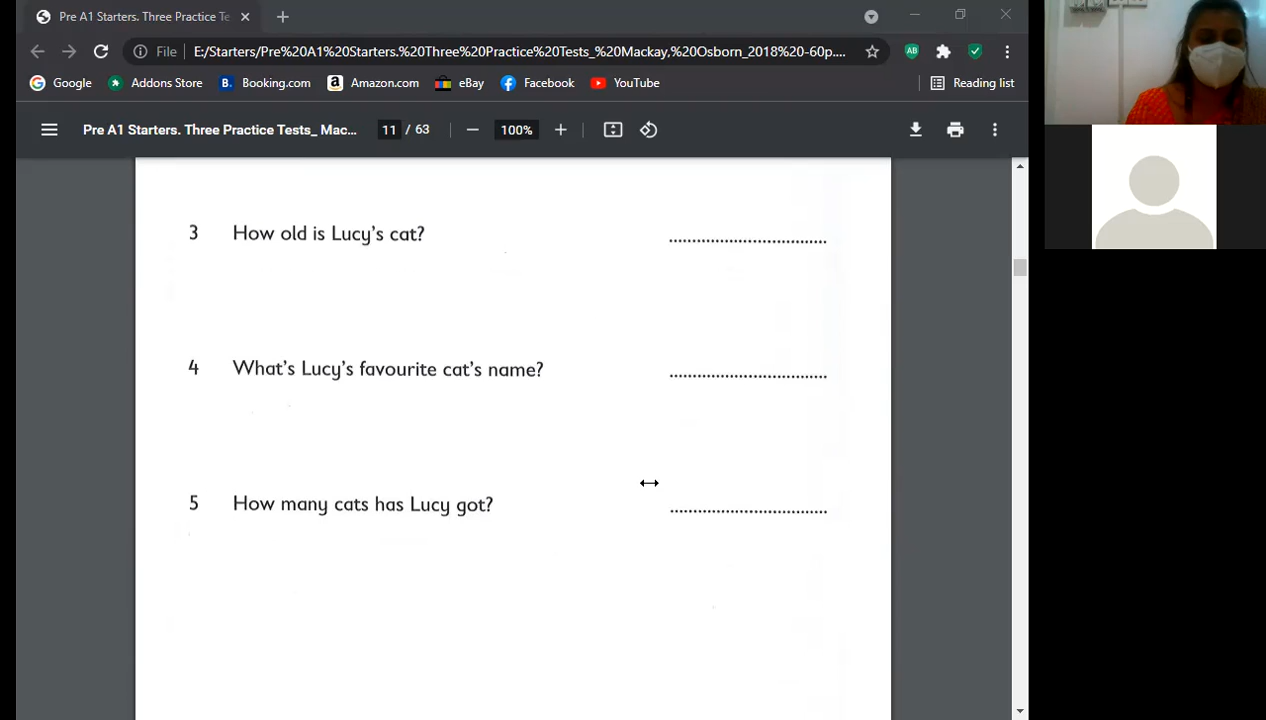 Pre A1 Starters. Three Practice Te
File E:/Starters/Pre%20A1%20Starters.%20Three%20Practice%20Tests_%20Mackay,%20Osborn_2018%20-60p....
AB
Google Addons Store B. Booking.com a Amazon.com eBay Facebook YouTube Reading list
Pre A1 Starters. Three Practice Tests_ Mac... 11 / 63 100%
3 How old is Lucy's cat? ..................................
4 What's Lucy's favourite cat's name? ..................................
5 How many cats has Lucy got? ..................................